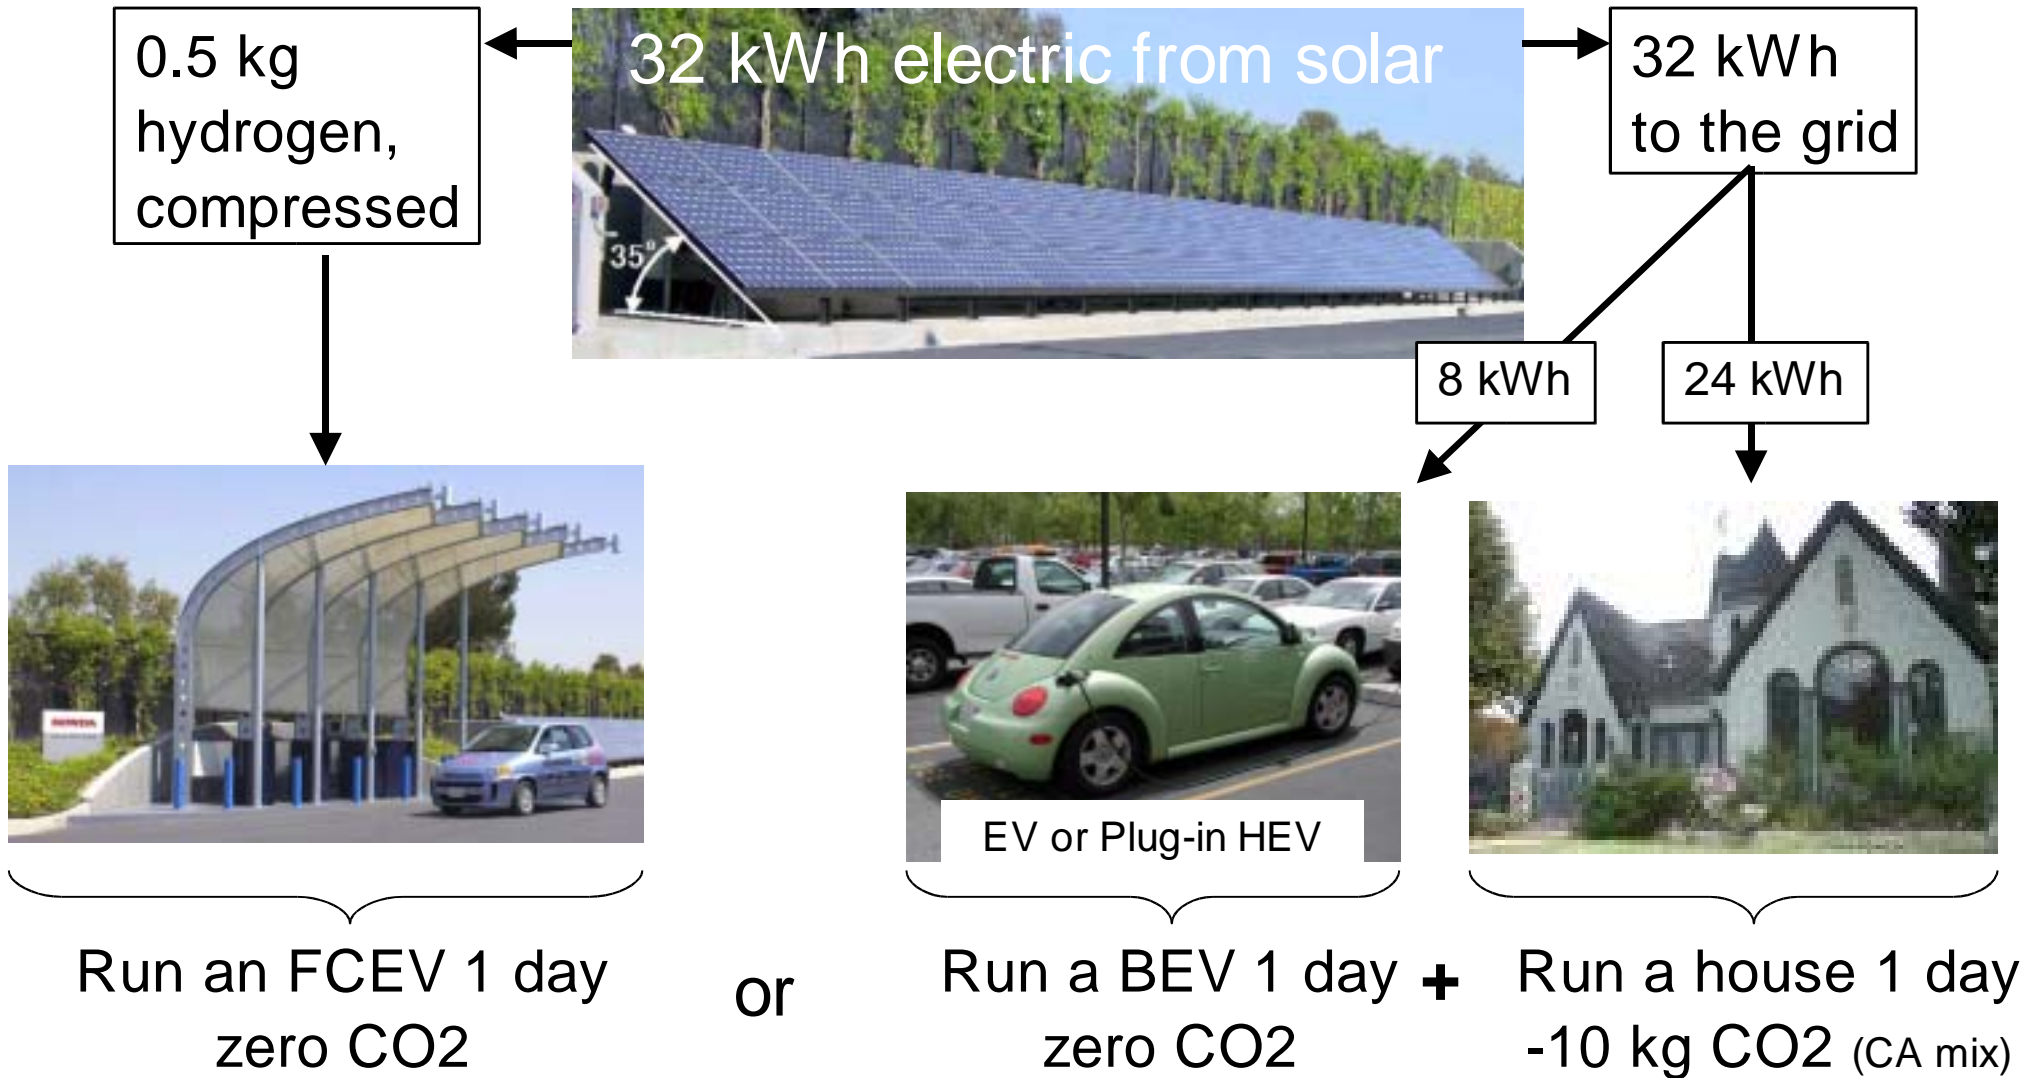 0.5 kg
hydrogen,
compressed
32 kWh electric from solar
32 kWh
to the grid
35°
8 kWh
24 kWh
HONDA
EV or Plug-in HEV
Run an FCEV 1 day
zero CO2
or
Run a BEV 1 day
zero CO2
+
Run a house 1 day
-10 kg CO2 (CA mix)